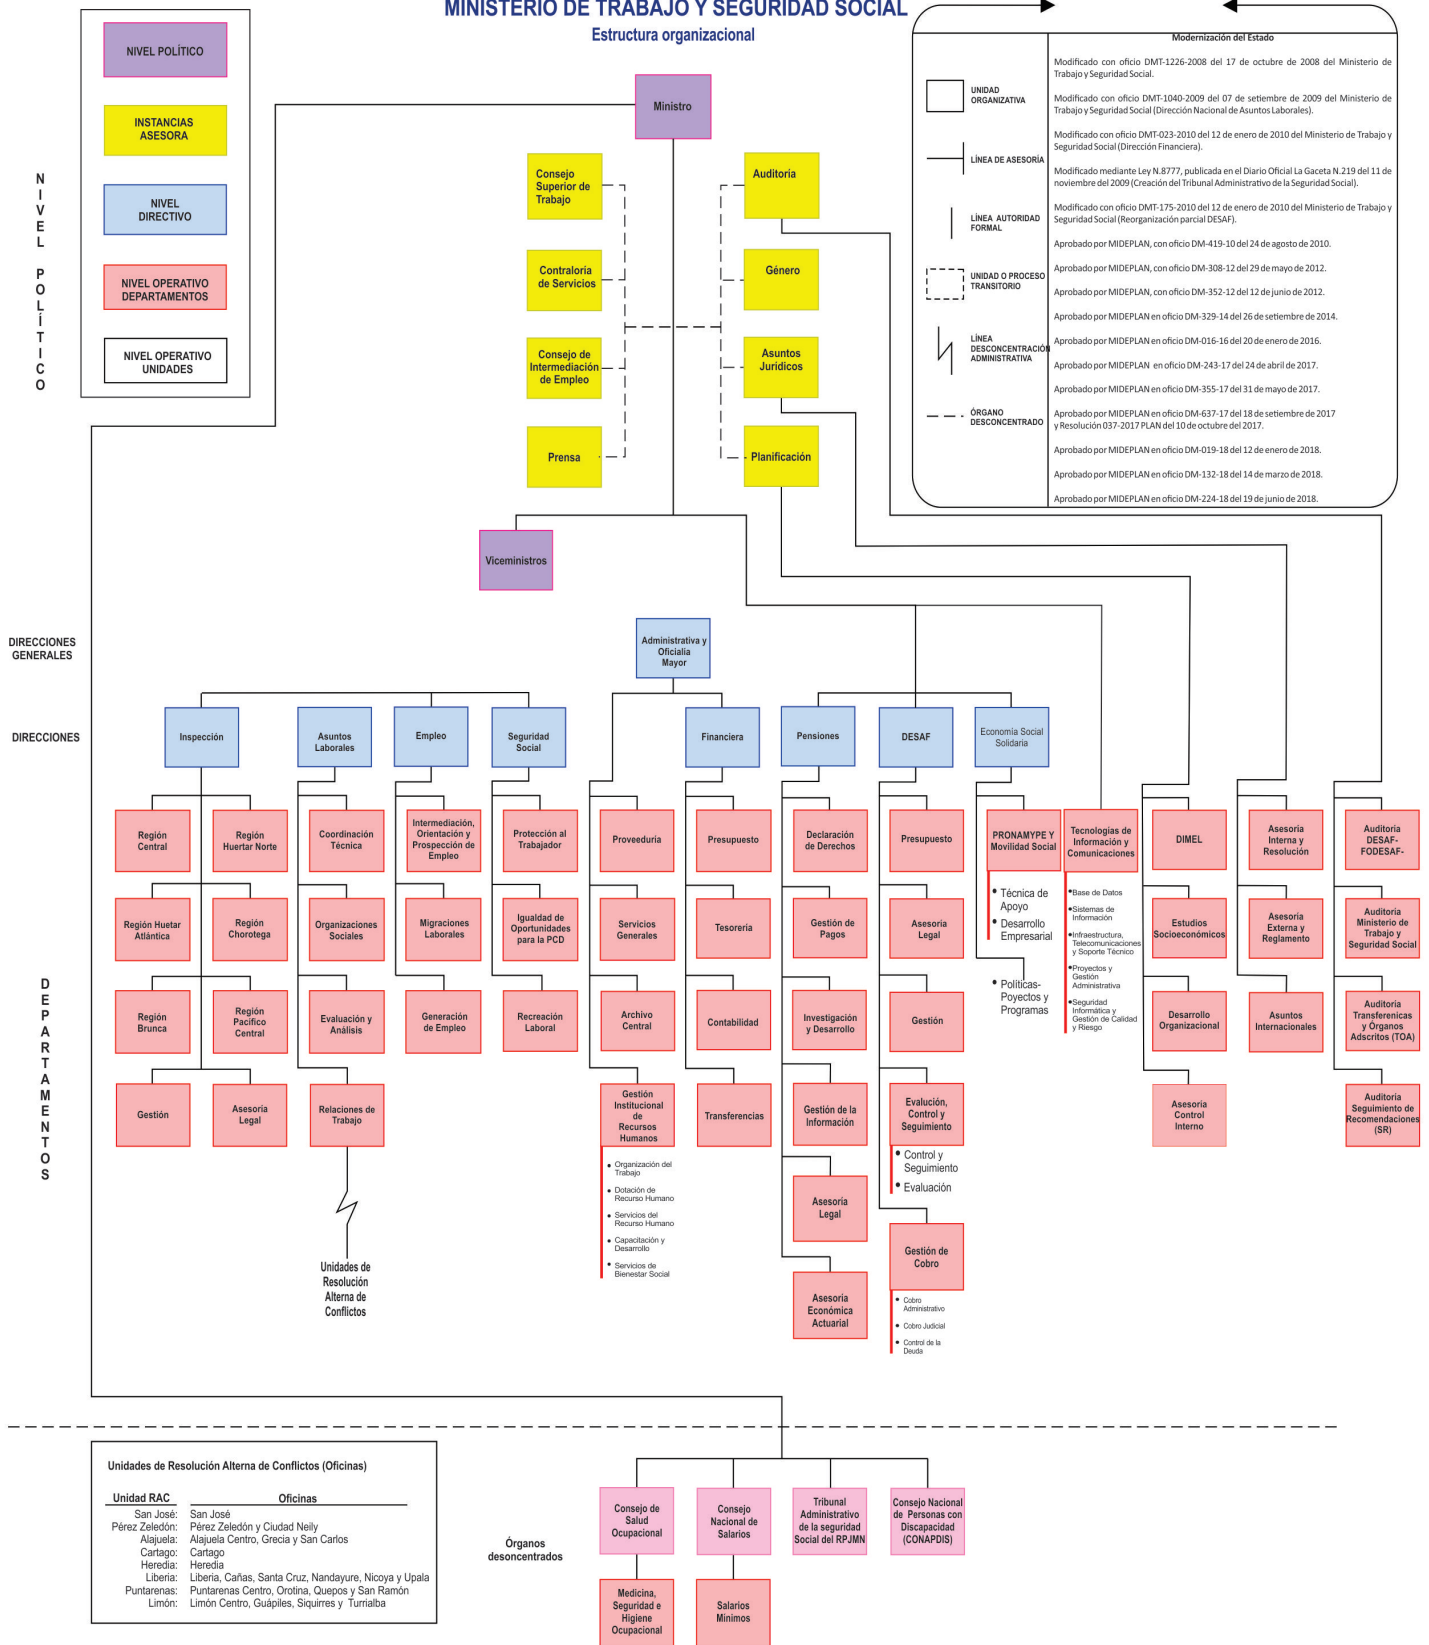 MINISTERIO DE TRABAJO Y SEGURIDAD SOCIAL
Estructura organizacional
NIVEL POLÍTICO
NIVEL POLÍTICO
INSTANCIAS
ASESORA
NIVEL
DIRECTIVO
NIVEL OPERATIVO
DEPARTAMENTOS
NIVEL OPERATIVO
UNIDADES
UNIDAD
ORGANIZATIVA
LÍNEA DE ASESORÍA
LÍNEA AUTORIDAD
FORMAL
UNIDAD O PROCESO
TRANSITORIO
LÍNEA
DESCONCENTRACIÓN
ADMINISTRATIVA
ÓRGANO
DESCONCENTRADO
Modernización del Estado
Modificado con oficio DMT-1226-2008 del 17 de octubre de 2008 del Ministerio de
Trabajo y Seguridad Social.
Modificado con oficio DMT-1040-2009 del 07 de setiembre de 2009 del Ministerio de
Trabajo y Seguridad Social (Dirección Nacional de Asuntos Laborales).
Modificado con oficio DMT-023-2010 del 12 de enero de 2010 del Ministerio de Trabajo y
Seguridad Social (Dirección Financiera).
Modificado mediante Ley N.8777, publicada en el Diario Oficial La Gaceta N.219 del 11 de
noviembre del 2009 (Creación del Tribunal Administrativo de la Seguridad Social).
Modificado con oficio DMT-175-2010 del 12 de enero de 2010 del Ministerio de Trabajo y
Seguridad Social (Reorganización parcial DESAF).
Aprobado por MIDEPLAN, con oficio DM-419-10 del 24 de agosto de 2010.
Aprobado por MIDEPLAN, con oficio DM-308-12 del 29 de mayo de 2012.
Aprobado por MIDEPLAN, con oficio DM-352-12 del 12 de junio de 2012.
Aprobado por MIDEPLAN en oficio DM-329-14 del 26 de setiembre de 2014.
Aprobado por MIDEPLAN en oficio DM-016-16 del 20 de enero de 2016.
Aprobado por MIDEPLAN en oficio DM-243-17 del 24 de abril de 2017.
Aprobado por MIDEPLAN en oficio DM-355-17 del 31 de mayo de 2017.
Aprobado por MIDEPLAN en oficio DM-637-17 del 18 de setiembre de 2017
y Resolución 037-2017 PLAN del 10 de octubre del 2017.
Aprobado por MIDEPLAN en oficio DM-019-18 del 12 de enero de 2018.
Aprobado por MIDEPLAN en oficio DM-132-18 del 14 de marzo de 2018.
Aprobado por MIDEPLAN en oficio DM-224-18 del 19 de junio de 2018.
Ministro
Consejo
Superior de
Trabajo
Auditoría
Contraloría
de Servicios
Género
Consejo de
Intermediación
de Empleo
Asuntos
Jurídicos
Prensa
Planificación
Viceministros
DIRECCIONES
GENERALES
Administrativa y
Oficialía
Mayor
DIRECCIONES
Inspección
Asuntos
Laborales
Empleo
Seguridad
Social
Financiera
Pensiones
DESAF
Economía Social
Solidaria
DEPARTAMENTOS
Región
Central
Región
Huertar Norte
Coordinación
Técnica
Intermediación,
Orientación y
Prospección de
Empleo
Protección al
Trabajador
Proveeduría
Presupuesto
Declaración
de Derechos
Presupuesto
PRONAMYPE Y
Movilidad Social
Tecnologías de
Información y
Comunicaciones
DIMEL
Asesoría
Interna y
Resolución
Auditoría
DESAF-
FODESAF-
Región Huetar
Atlántica
Región
Chorotega
Organizaciones
Sociales
Migraciones
Laborales
Igualdad de
Oportunidades
para la PCD
Servicios
Generales
Tesorería
Gestión de
Pagos
Asesoría
Legal
• Técnica de
Apoyo
• Desarrollo
Empresarial
• Políticas-
Poyectos y
Programas
• Base de Datos
• Sistemas de
Información
• Infraestructura,
Telecomunicaciones
y Soporte Técnico
• Proyectos y
Gestión
Administrativa
• Seguridad
Informática y
Gestión de Calidad
y Riesgo
Estudios
Socioeconómicos
Asesoría
Externa y
Reglamento
Auditoría
Ministerio de
Trabajo y
Seguridad Social
Región
Brunca
Región
Pacífico
Central
Evaluación y
Análisis
Generación
de Empleo
Recreación
Laboral
Archivo
Central
Contabilidad
Investigación
y Desarrollo
Gestión
Desarrollo
Organizacional
Asuntos
Internacionales
Auditoría
Transferenicas
y Órganos
Adscritos (TOA)
Gestión
Asesoría
Legal
Relaciones de
Trabajo
Gestión
Institucional
de
Recursos
Humanos
Transferencias
Gestión de la
Información
Evalución,
Control y
Seguimiento
Asesoría
Control
Interno
Auditoría
Seguimiento de
Recomendaciones
(SR)
• Organización del
Trabajo
• Dotación de
Recurso Humano
• Servicios del
Recurso Humano
• Capacitación y
Desarrollo
• Servicios de
Bienestar Social
• Control y
Seguimiento
• Evaluación
Asesoría
Legal
Gestión de
Cobro
Unidades de
Resolución
Alterna de
Conflictos
Asesoría
Económica
Actuarial
• Cobro
Administrativo
• Cobro Judicial
• Control de la
Deuda
Unidades de Resolución Alterna de Conflictos (Oficinas)
Unidad RAC Oficinas
San José: San José
Pérez Zeledón: Pérez Zeledón y Ciudad Neily
Alajuela: Alajuela Centro, Grecia y San Carlos
Cartago: Cartago
Heredia: Heredia
Liberia: Liberia, Cañas, Santa Cruz, Nandayure, Nicoya y Upala
Puntarenas: Puntarenas Centro, Orotina, Quepos y San Ramón
Limón: Limón Centro, Guápiles, Siquirres y Turrialba
Órganos
desoncentrados
Consejo de
Salud
Ocupacional
Consejo
Nacional de
Salarios
Tribunal
Administrativo
de la seguridad
Social del RPJMN
Consejo Nacional
de Personas con
Discapacidad
(CONAPDIS)
Medicina,
Seguridad e
Higiene
Ocupacional
Salarios
Mínimos